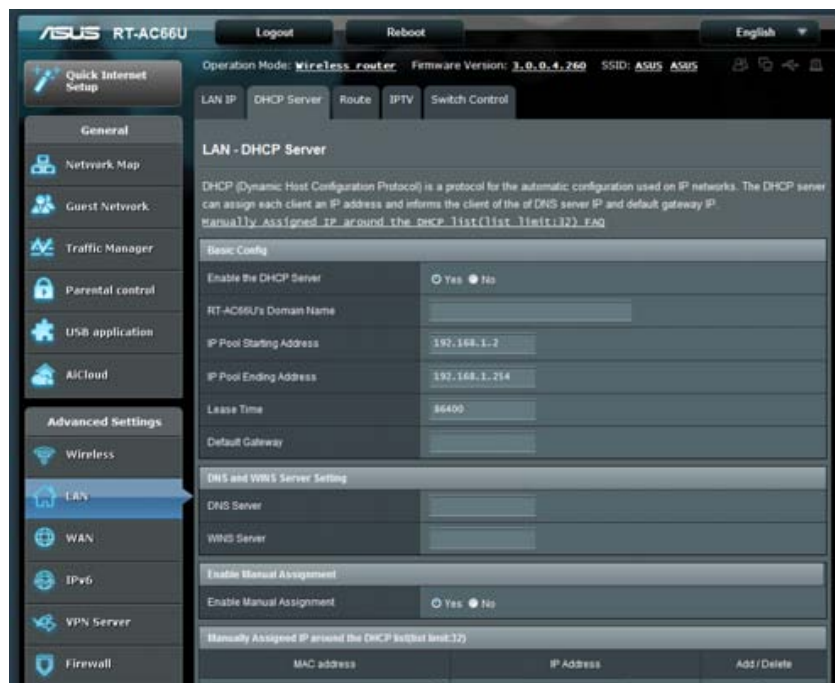 ASUS RT-AC66U
Logout
Reboot
English
Quick Internet Setup
Operation Mode: Wireless router Firmware Version: 3.0.0.4.260 SSID: ASUS ASUS
LAN IP
DHCP Server
Route
IPTV
Switch Control
General
Network Map
Guest Network
Traffic Manager
Parental control
USB application
AiCloud
Advanced Settings
Wireless
LAN
WAN
IPv6
VPN Server
Firewall
LAN - DHCP Server
DHCP (Dynamic Host Configuration Protocol) is a protocol for the automatic configuration used on IP networks. The DHCP server
can assign each client an IP address and informs the client of the of DNS server IP and default gateway IP.
Manually Assigned IP around the DHCP list(list limit:32) FAQ
Basic Config
Enable the DHCP Server Yes No
RT-AC66U's Domain Name
IP Pool Starting Address 192.168.1.2
IP Pool Ending Address 192.168.1.254
Lease Time 86400
Default Gateway
DNS and WINS Server Setting
DNS Server
WINS Server
Enable Manual Assignment
Enable Manual Assignment Yes No
Manually Assigned IP around the DHCP list(list limit:32)
MAC address IP Address Add / Delete